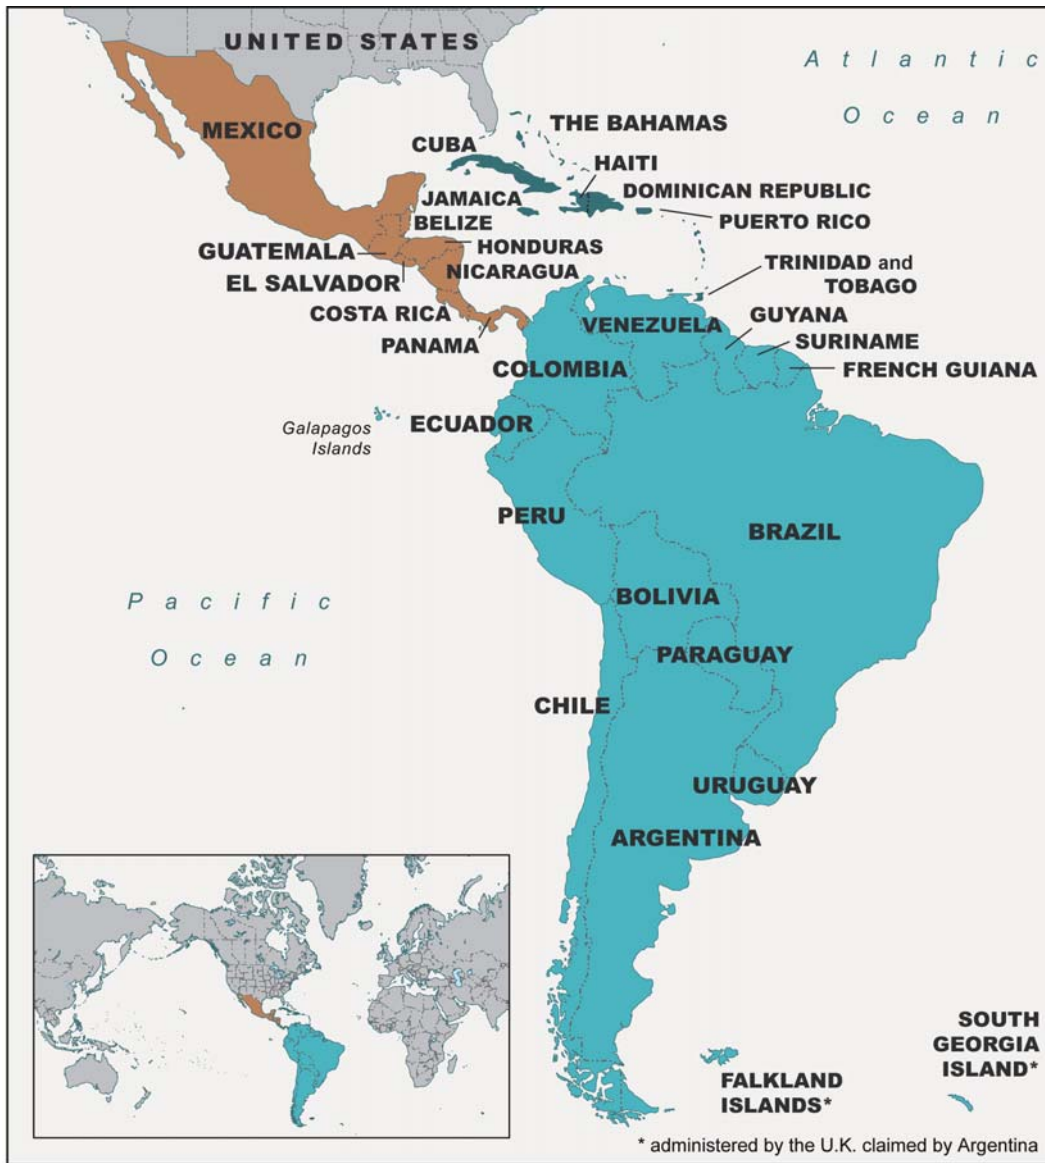 UNITED STATES
Atlantic
Ocean
MEXICO
THE BAHAMAS
CUBA
HAITI
DOMINICAN REPUBLIC
JAMAICA
BELIZE
PUERTO RICO
GUATEMALA
HONDURAS
EL SALVADOR
NICARAGUA
TRINIDAD and
TOBAGO
COSTA RICA
PANAMA
VENEZUELA
GUYANA
SURINAME
COLOMBIA
FRENCH GUIANA
Galapagos
Islands
ECUADOR
PERU
BRAZIL
Pacific
Ocean
BOLIVIA
PARAGUAY
CHILE
URUGUAY
ARGENTINA
FALKLAND
ISLANDS*
SOUTH
GEORGIA
ISLAND*
* administered by the U.K. claimed by Argentina